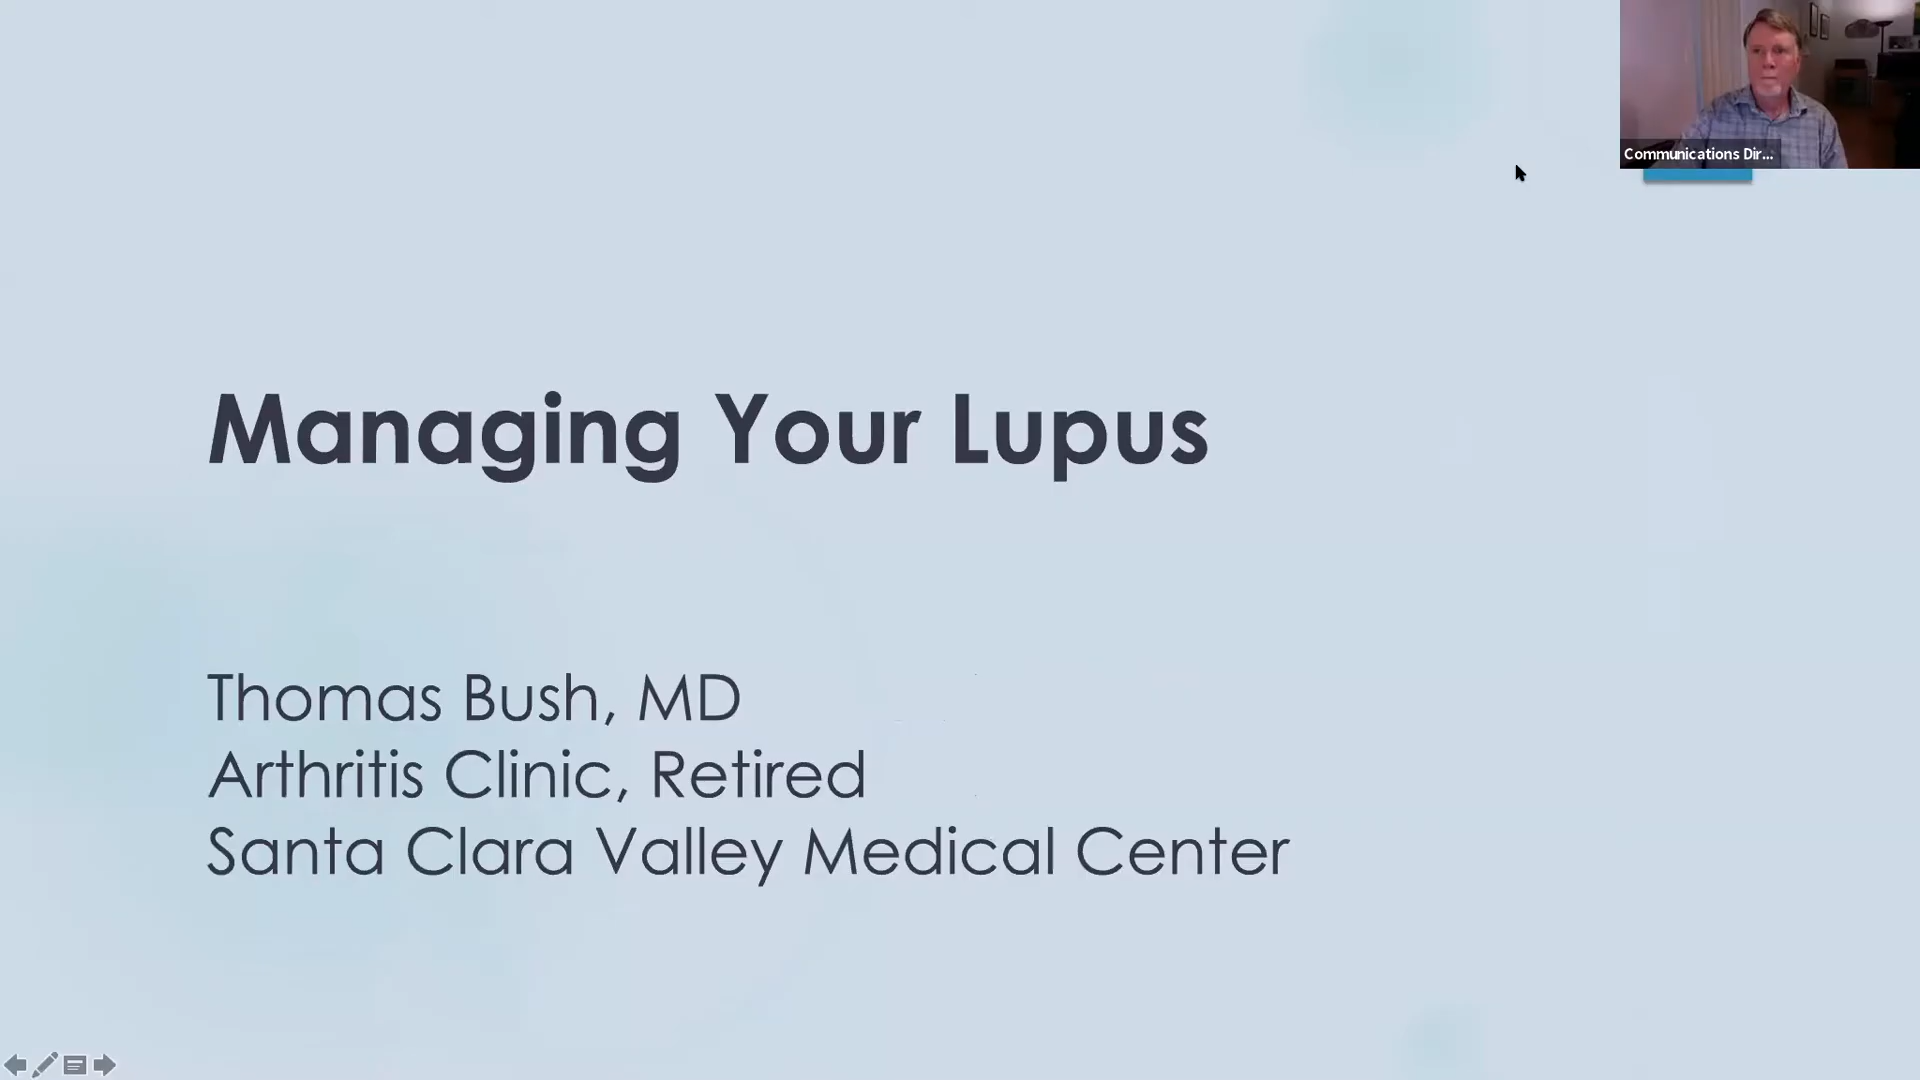 Communications Dir...
Managing Your Lupus
Thomas Bush, MD
Arthritis Clinic, Retired
Santa Clara Valley Medical Center